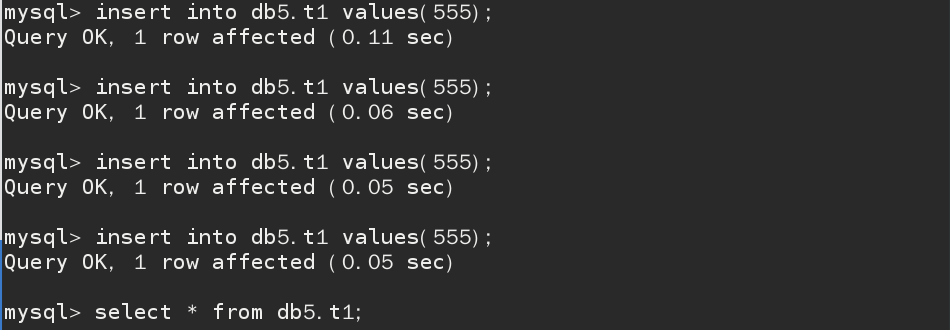 mysql> insert into db5.t1 values(555);
Query OK, 1 row affected (0.11 sec)
mysql> insert into db5.t1 values(555);
Query OK, 1 row affected (0.06 sec)
mysql> insert into db5.t1 values(555);
Query OK, 1 row affected (0.05 sec)
mysql> insert into db5.t1 values(555);
Query OK, 1 row affected (0.05 sec)
mysql> select * from db5.t1;